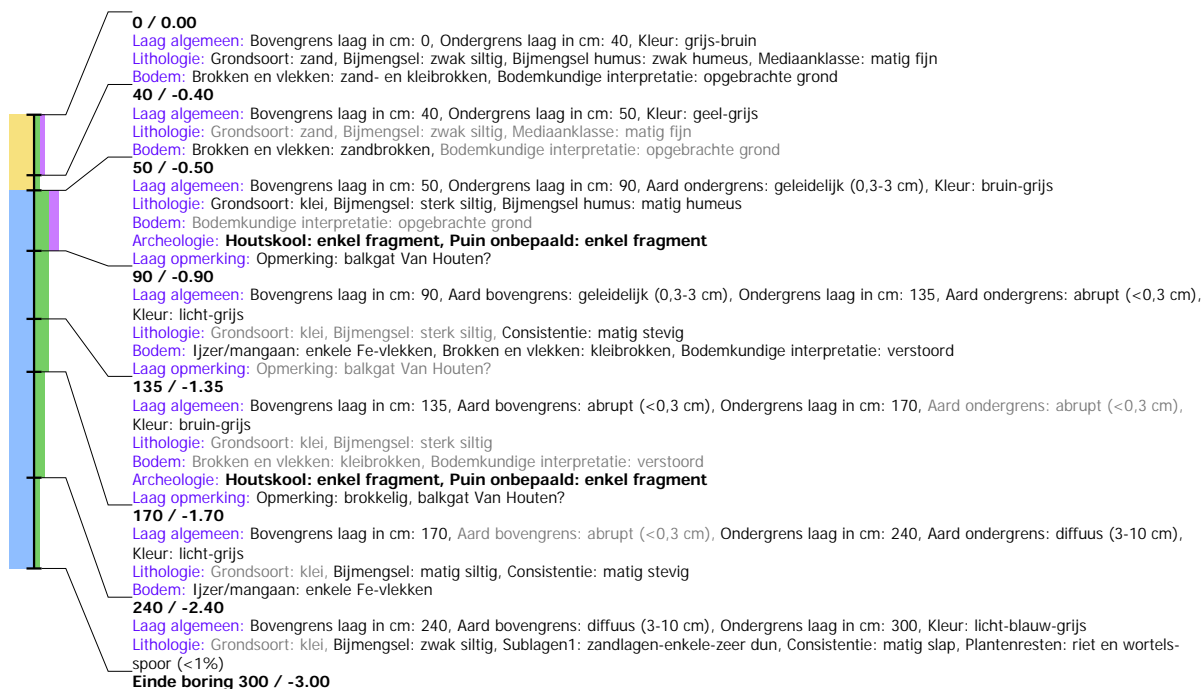 0 / 0.00
Laag algemeen: Bovengrens laag in cm: 0, Ondergrens laag in cm: 40, Kleur: grijs-bruin
Lithologie: Grondsoort: zand, Bijmengsel: zwak siltig, Bijmengsel humus: zwak humeus, Mediaanklasse: matig fijn
Bodem: Brokken en vlekken: zand- en kleibrokken, Bodemkundige interpretatie: opgebrachte grond
40 / -0.40
Laag algemeen: Bovengrens laag in cm: 40, Ondergrens laag in cm: 50, Kleur: geel-grijs
Lithologie: Grondsoort: zand, Bijmengsel: zwak siltig, Mediaanklasse: matig fijn
Bodem: Brokken en vlekken: zandbrokken, Bodemkundige interpretatie: opgebrachte grond
50 / -0.50
Laag algemeen: Bovengrens laag in cm: 50, Ondergrens laag in cm: 90, Aard ondergrens: geleidelijk (0,3-3 cm), Kleur: bruin-grijs
Lithologie: Grondsoort: klei, Bijmengsel: sterk siltig, Bijmengsel humus: matig humeus
Bodem: Bodemkundige interpretatie: opgebrachte grond
Archeologie: Houtskool: enkel fragment, Puin onbepaald: enkel fragment
Laag opmerking: Opmerking: balkgat Van Houten?
90 / -0.90
Laag algemeen: Bovengrens laag in cm: 90, Aard bovengrens: geleidelijk (0,3-3 cm), Ondergrens laag in cm: 135, Aard ondergrens: abrupt (<0,3 cm),
Kleur: licht-grijs
Lithologie: Grondsoort: klei, Bijmengsel: sterk siltig, Consistentie: matig stevig
Bodem: Ijzer/mangaan: enkele Fe-vlekken, Brokken en vlekken: kleibrokken, Bodemkundige interpretatie: verstoord
Laag opmerking: Opmerking: balkgat Van Houten?
135 / -1.35
Laag algemeen: Bovengrens laag in cm: 135, Aard bovengrens: abrupt (<0,3 cm), Ondergrens laag in cm: 170, Aard ondergrens: abrupt (<0,3 cm),
Kleur: bruin-grijs
Lithologie: Grondsoort: klei, Bijmengsel: sterk siltig
Bodem: Brokken en vlekken: kleibrokken, Bodemkundige interpretatie: verstoord
Archeologie: Houtskool: enkel fragment, Puin onbepaald: enkel fragment
Laag opmerking: Opmerking: brokkelig, balkgat Van Houten?
170 / -1.70
Laag algemeen: Bovengrens laag in cm: 170, Aard bovengrens: abrupt (<0,3 cm), Ondergrens laag in cm: 240, Aard ondergrens: diffuus (3-10 cm),
Kleur: licht-grijs
Lithologie: Grondsoort: klei, Bijmengsel: matig siltig, Consistentie: matig stevig
Bodem: Ijzer/mangaan: enkele Fe-vlekken
240 / -2.40
Laag algemeen: Bovengrens laag in cm: 240, Aard bovengrens: diffuus (3-10 cm), Ondergrens laag in cm: 300, Kleur: licht-blauw-grijs
Lithologie: Grondsoort: klei, Bijmengsel: zwak siltig, Sublagen1: zandlagen-enkele-zeer dun, Consistentie: matig slap, Plantenresten: riet en wortels-
spoor (<1%)
Einde boring 300 / -3.00